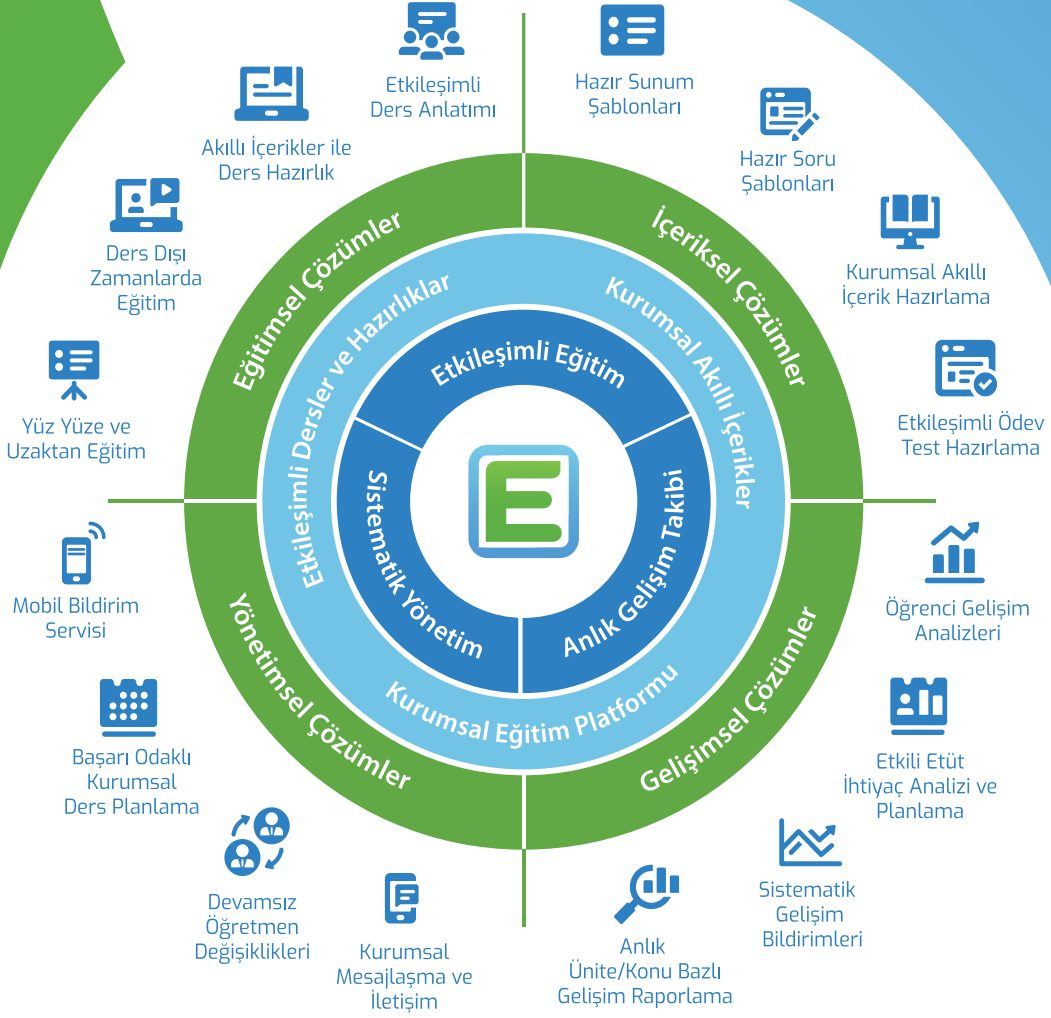 Etkileşimli
Ders Anlatımı
Hazır Sunum
Şablonları
Akıllı İçerikler ile
Ders Hazırlık
Hazır Soru
Şablonları
Ders Dışı
Zamanlarda
Eğitim
Kurumsal Akıllı
İçerik Hazırlama
Yüz Yüze ve
Uzaktan Eğitim
Etkileşimli Ödev
Test Hazırlama
Eğitimsel Çözümler
İçeriksel Çözümler
Etkileşimli Dersler ve Hazırlıklar
Kurumsal Akıllı İçerikler
Etkileşimli Eğitim
Sistematik Yönetim
Anlık Gelişim Takibi
E
Kurumsal Eğitim Platformu
Yönetimsel Çözümler
Gelişimsel Çözümler
Mobil Bildirim
Servisi
Öğrenci Gelişim
Analizleri
Başarı Odaklı
Kurumsal
Ders Planlama
Etkili Etüt
İhtiyaç Analizi ve
Planlama
Devamsız
Öğretmen
Değişiklikleri
Sistematik
Gelişim
Bildirimleri
Kurumsal
Mesajlaşma ve
İletişim
Anlık
Ünite/Konu Bazlı
Gelişim Raporlama